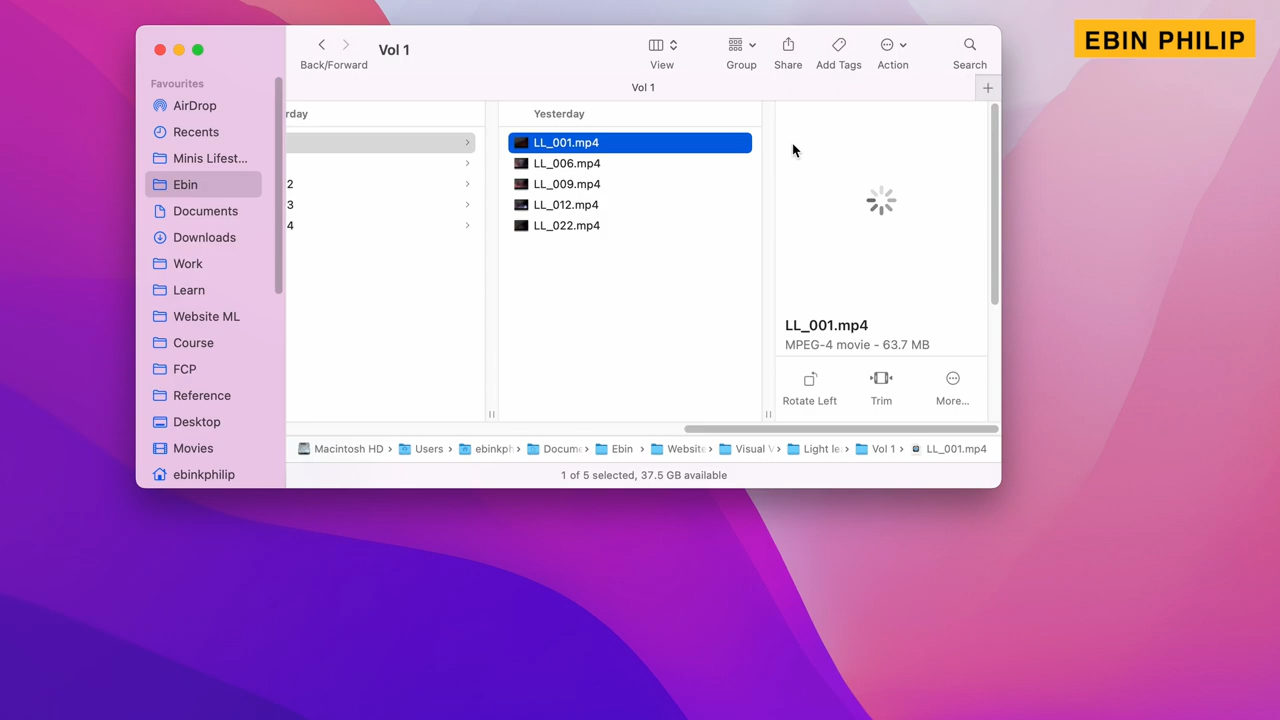 EBIN PHILIP
Back/Forward
Vol 1
View
Group
Share
Add Tags
Action
Search
Vol 1
Favourites
AirDrop
Recents
Minis Lifest...
Ebin
Documents
Downloads
Work
Learn
Website ML
Course
FCP
Reference
Desktop
Movies
ebinkphilip
rday
2
3
4
Yesterday
LL_001.mp4
LL_006.mp4
LL_009.mp4
LL_012.mp4
LL_022.mp4
LL_001.mp4
MPEG-4 movie - 63.7 MB
Rotate Left
Trim
More...
Macintosh HD › Users › ebinkph › Docume › Ebin › Website › Visual V › Light le › Vol 1 › LL_001.mp4
1 of 5 selected, 37.5 GB available